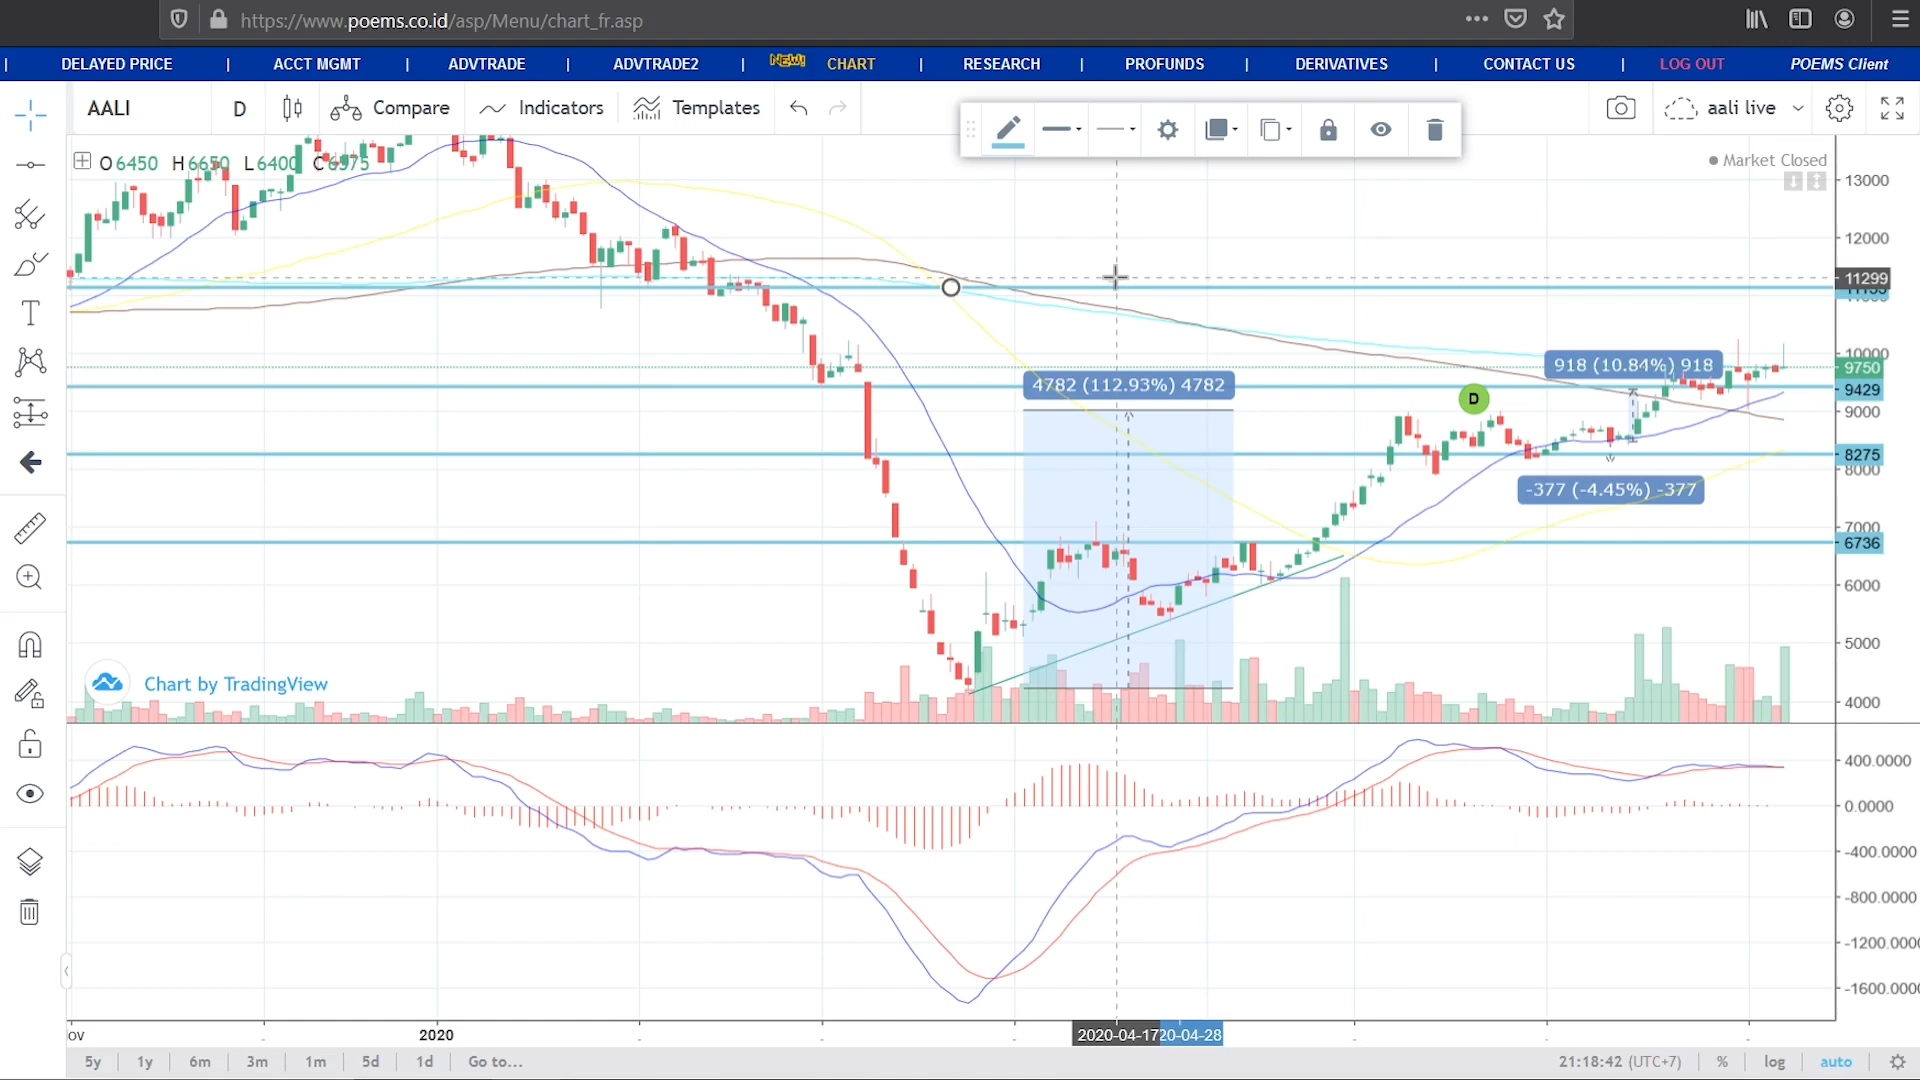 https://www.poems.co.id/asp/Menu/chart_fr.asp
| DELAYED PRICE | ACCT MGMT | ADVTRADE | ADVTRADE2 | NEW! CHART | RESEARCH | PROFUNDS | DERIVATIVES | CONTACT US | LOG OUT POEMS Client
AALI D Compare Indicators Templates aali live
O6450 H6650 L6400 C6375
Market Closed
13000
12000
11299
10000
918 (10.84%) 918
9750
4782 (112.93%) 4782
9429
D
9000
8275
8000
-377 (-4.45%) -377
7000
6736
6000
5000
Chart by TradingView
4000
400.0000
0.0000
-400.0000
-800.0000
-1200.0000
-1600.0000
ov 2020 2020-04-17 20-04-28
5y 1y 6m 3m 1m 5d 1d Go to... 21:18:42 (UTC+7) % log auto